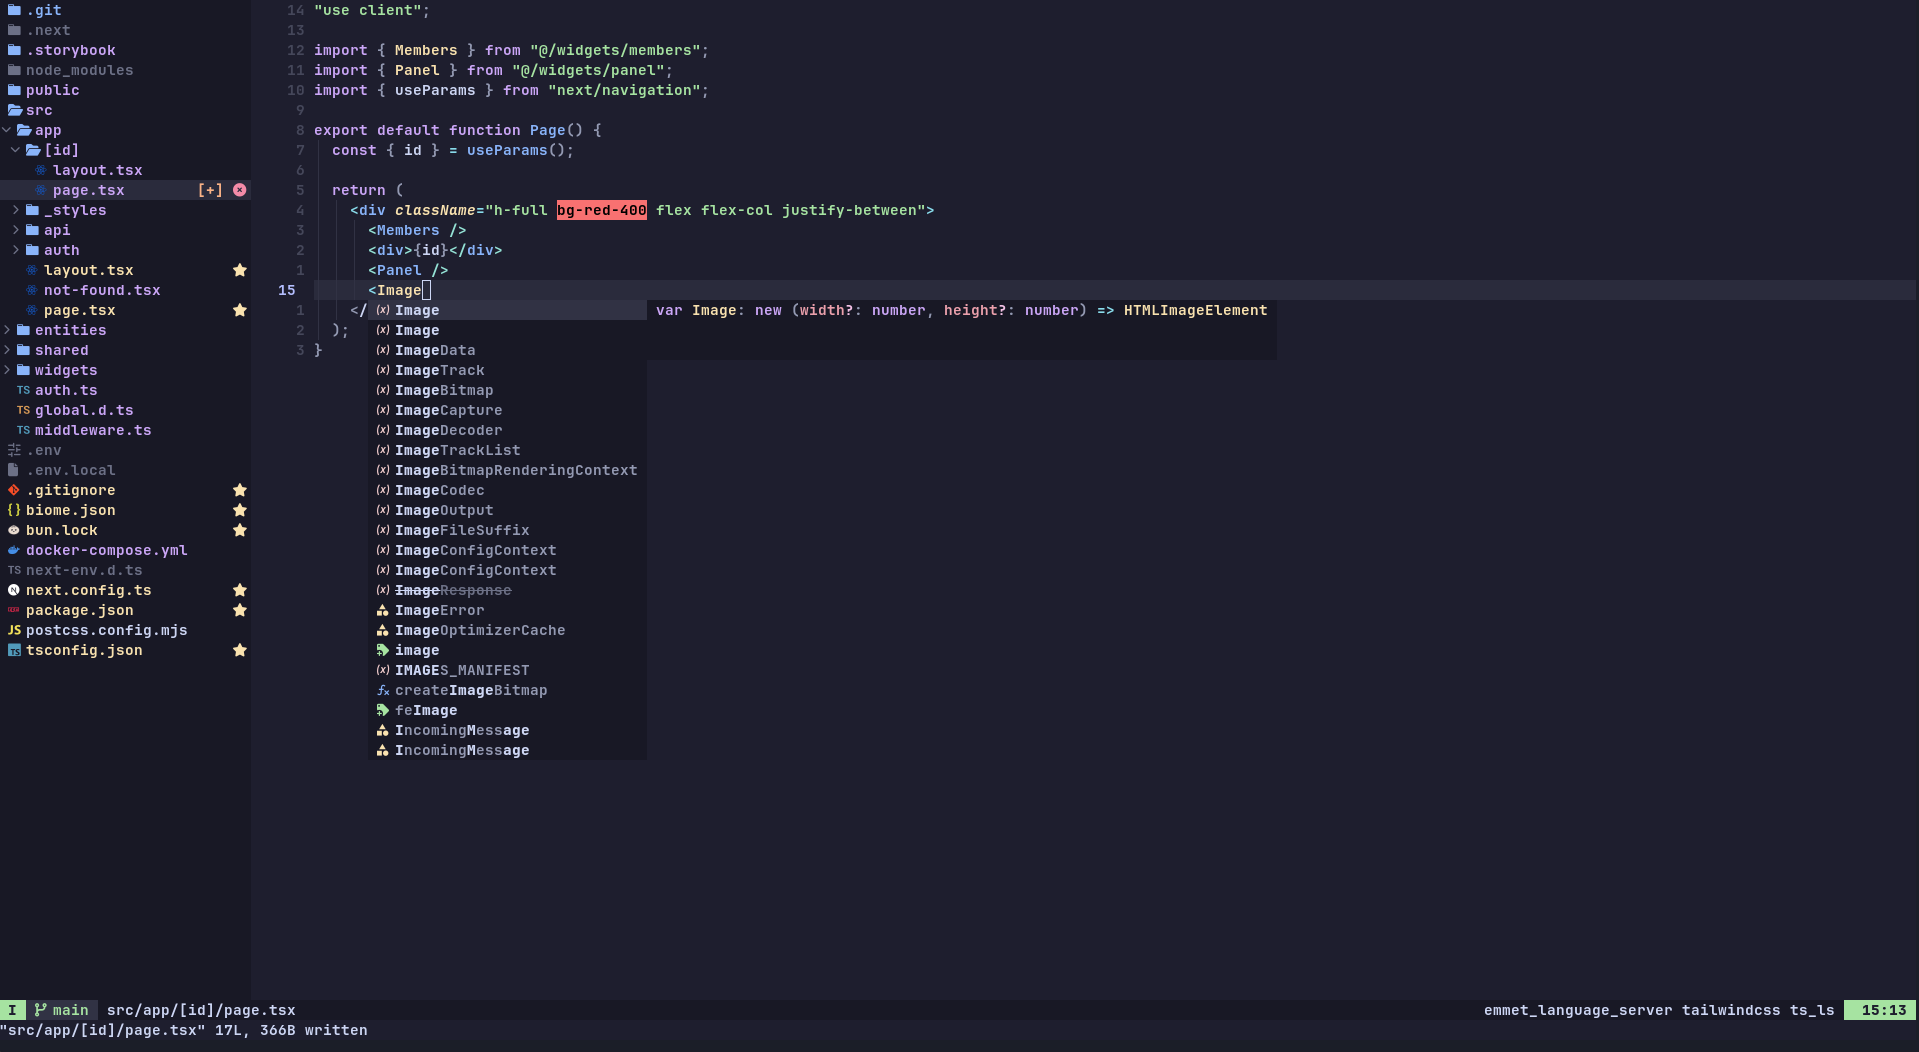 .git
.next
.storybook
node_modules
public
src
app
[id]
layout.tsx
page.tsx [+]
_styles
api
auth
layout.tsx
not-found.tsx
page.tsx
entities
shared
widgets
TS auth.ts
TS global.d.ts
TS middleware.ts
.env
.env.local
.gitignore
{} biome.json
bun.lock
docker-compose.yml
TS next-env.d.ts
N next.config.ts
package.json
JS postcss.config.mjs
TS tsconfig.json
14 "use client";
13
12 import { Members } from "@/widgets/members";
11 import { Panel } from "@/widgets/panel";
10 import { useParams } from "next/navigation";
9
8 export default function Page() {
7 const { id } = useParams();
6
5 return (
4 <div className="h-full bg-red-400 flex flex-col justify-between">
3 <Members />
2 <div>{id}</div>
1 <Panel />
15 <Image
1 </
2 );
3 }
(x) Image
(x) Image
(x) ImageData
(x) ImageTrack
(x) ImageBitmap
(x) ImageCapture
(x) ImageDecoder
(x) ImageTrackList
(x) ImageBitmapRenderingContext
(x) ImageCodec
(x) ImageOutput
(x) ImageFileSuffix
(x) ImageConfigContext
(x) ImageConfigContext
(x) ImageResponse
ImageError
ImageOptimizerCache
image
(x) IMAGES_MANIFEST
fx createImageBitmap
feImage
IncomingMessage
IncomingMessage
var Image: new (width?: number, height?: number) => HTMLImageElement
I main src/app/[id]/page.tsx emmet_language_server tailwindcss ts_ls 15:13
"src/app/[id]/page.tsx" 17L, 366B written